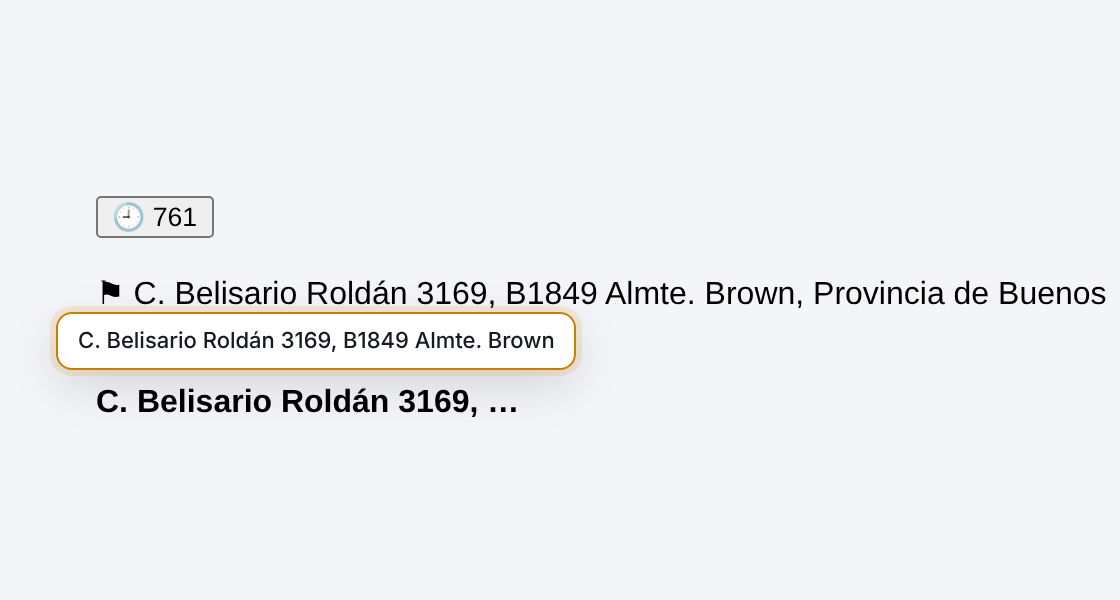 🕘 761
⚑ C. Belisario Roldán 3169, B1849 Almte. Brown, Provincia de Buenos
C. Belisario Roldán 3169, B1849 Almte. Brown
C. Belisario Roldán 3169, …